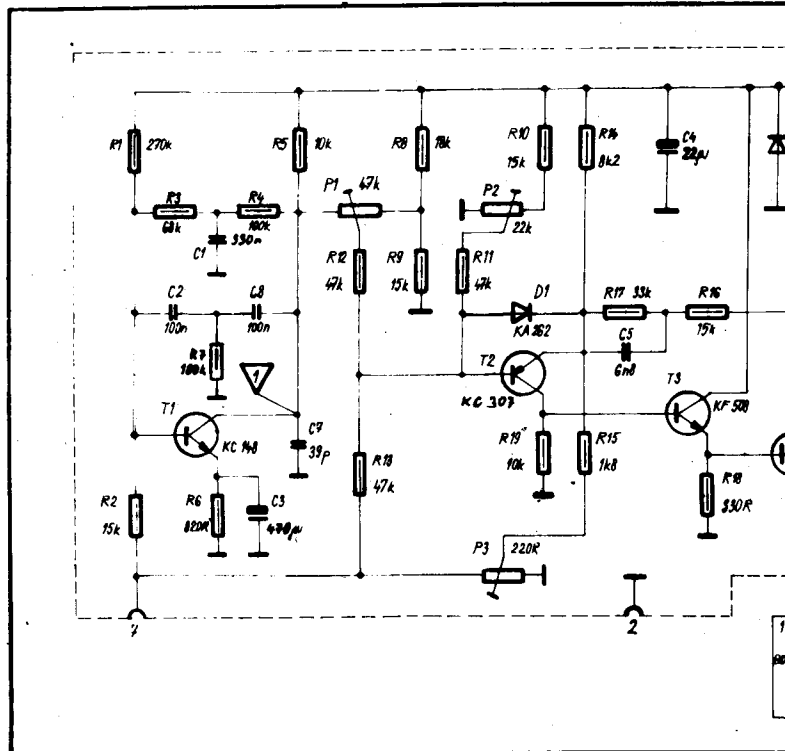 R1 270k
R5 10k
R8 18k
R10 15k
R14 8k2
C4 22µ
P1 47k
P2 22k
R3 68k
R4 100k
C1 330n
R12 47k
R9 15k
R11 47k
D1 KA262
R17 33k
R16 15k
C2 100n
C8 100n
C5 6n8
R7 100k
1
T2 KC 307
T3 KF 508
T1 KC 148
C7 39p
R13 47k
R19 10k
R15 1k8
R2 15k
R6 820R
C3 470µ
R18 330R
P3 220R
7
2
1